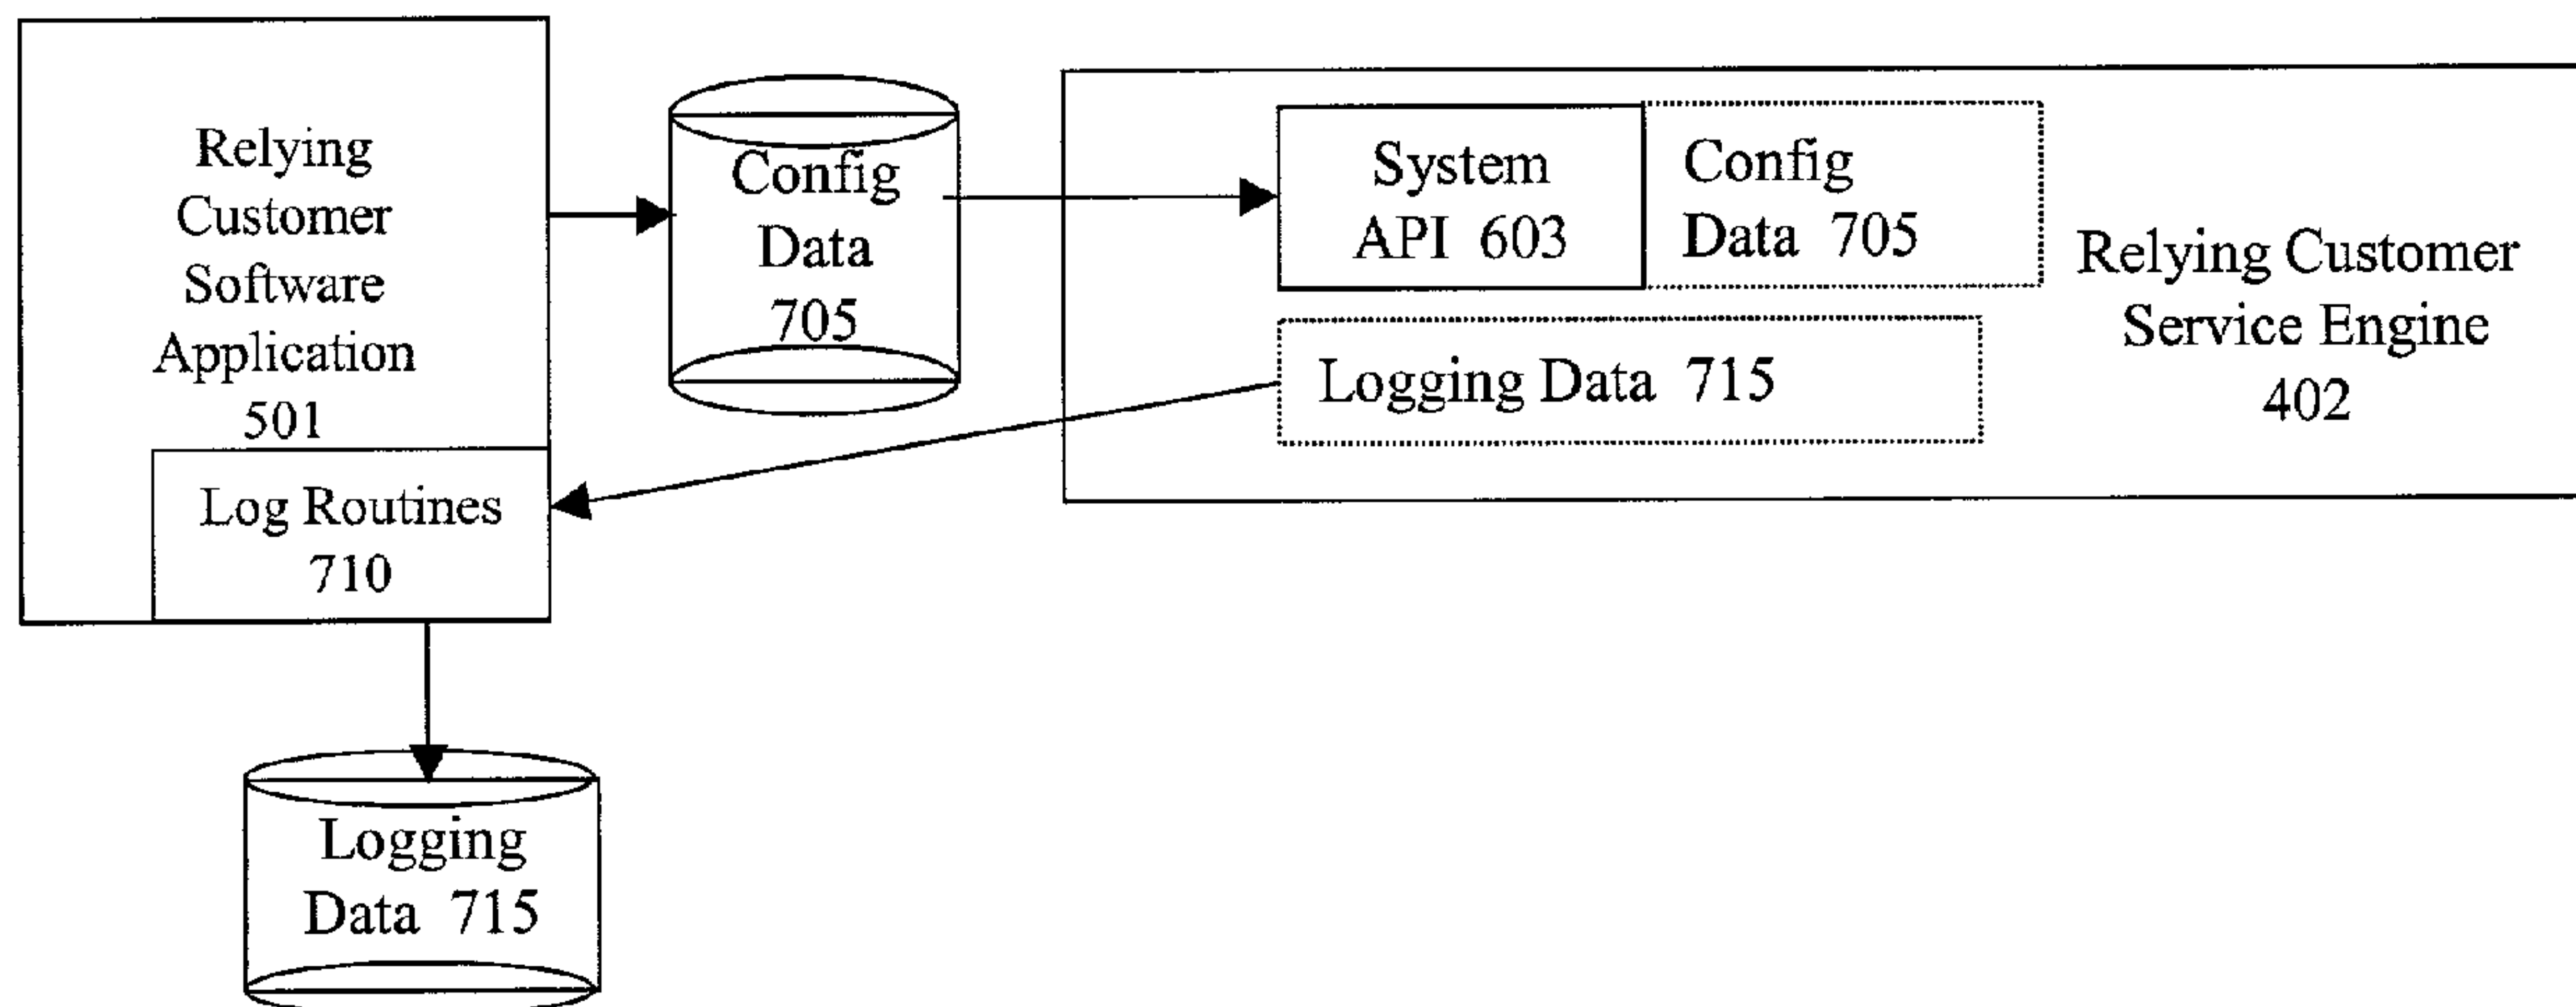 Relying
Customer
Software
Application
501
Log Routines
710
Config
Data
705
System
API 603
Config
Data 705
Logging Data 715
Relying Customer
Service Engine
402
Logging
Data 715